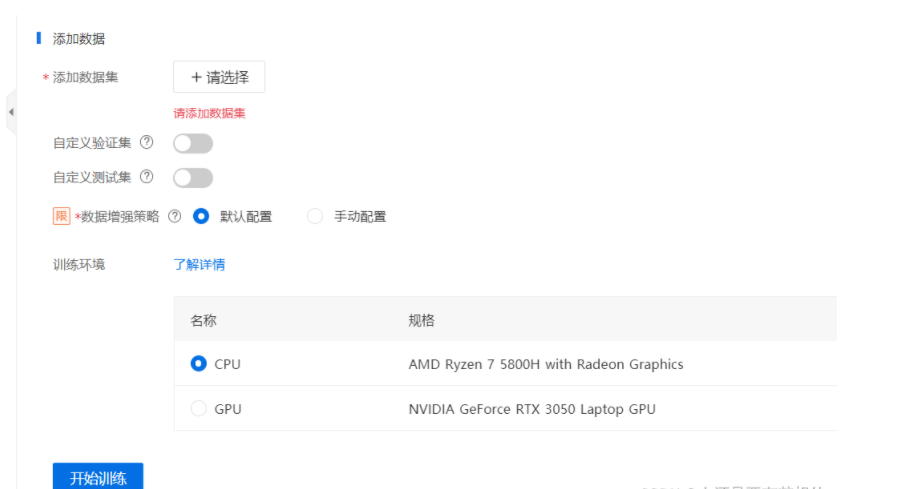 添加数据
* 添加数据集 + 请选择
请添加数据集
自定义验证集 ?
自定义测试集 ?
限 *数据增强策略 ? 默认配置 手动配置
训练环境 了解详情
名称 规格
CPU AMD Ryzen 7 5800H with Radeon Graphics
GPU NVIDIA GeForce RTX 3050 Laptop GPU
开始训练